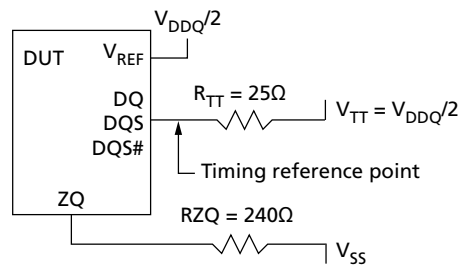 V_DDQ/2
DUT
V_REF
R_TT = 25Ω
DQ
DQS
DQS#
V_TT = V_DDQ/2
Timing reference point
ZQ
RZQ = 240Ω
V_SS